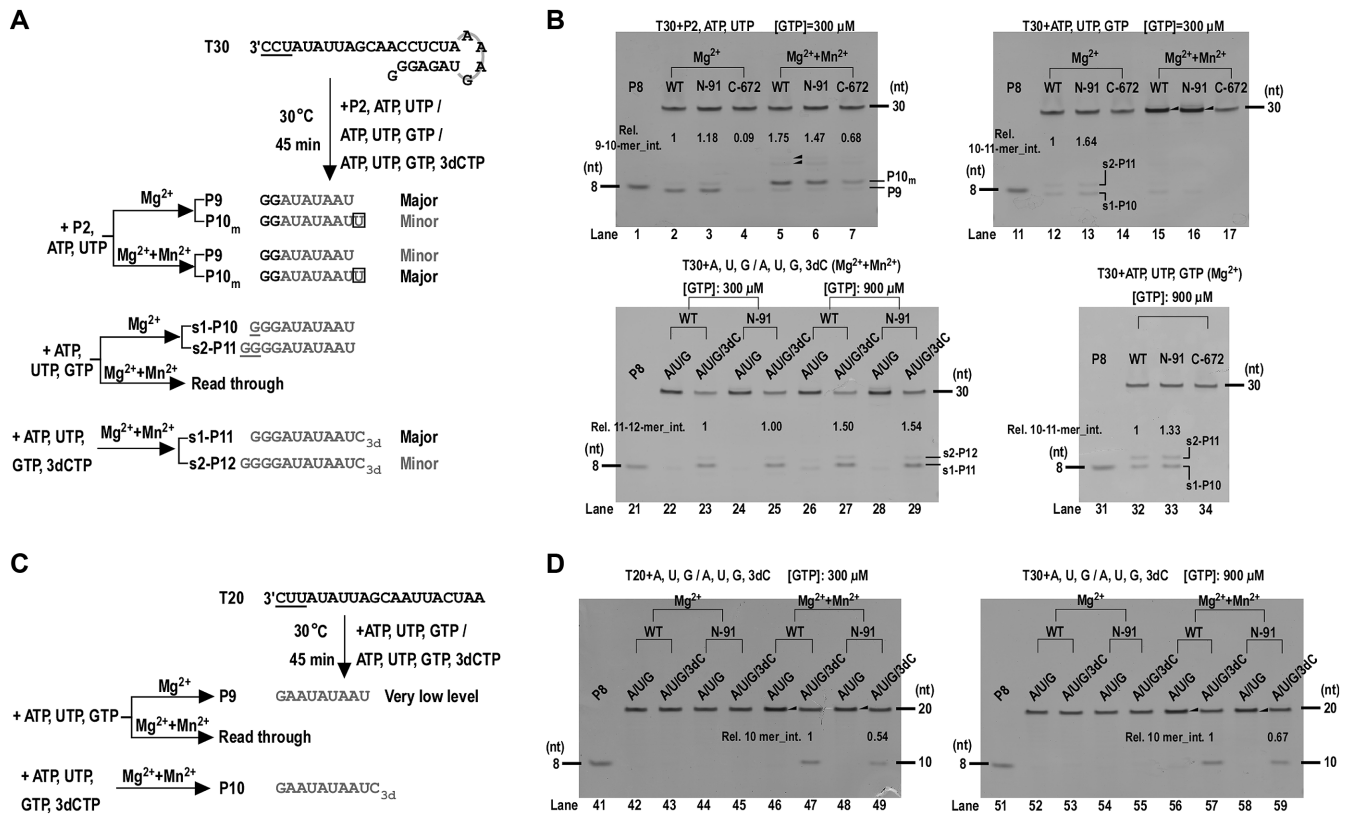 A
T30 3'CCUAUAUUAGCAACCUCUA A A A G
GGAGAU
G
30°C
45 min
+P2, ATP, UTP /
ATP, UTP, GTP /
ATP, UTP, GTP, 3dCTP
+ P2, ATP, UTP
Mg2+
P9 GGAUAUAAU Major
P10m GGAUAUAAUU Minor
Mg2++Mn2+
P9 GGAUAUAAU Minor
P10m GGAUAUAAUU Major
+ ATP, UTP, GTP
Mg2+
s1-P10 GGGAUAUAAU
s2-P11 GGGGAUAUAAU
Mg2++Mn2+
Read through
+ ATP, UTP, GTP, 3dCTP
Mg2++Mn2+
s1-P11 GGGAUAUAAUC3d Major
s2-P12 GGGGAUAUAAUC3d Minor
B
T30+P2, ATP, UTP [GTP]=300 µM
Mg2+ Mg2++Mn2+
P8 WT N-91 C-672 WT N-91 C-672 (nt)
30
Rel. 9-10-mer_int. 1 1.18 0.09 1.75 1.47 0.68
(nt)
8
P10m
P9
Lane 1 2 3 4 5 6 7
T30+ATP, UTP, GTP [GTP]=300 µM
Mg2+ Mg2++Mn2+
P8 WT N-91 C-672 WT N-91 C-672 (nt)
30
Rel. 10-11-mer_int. 1 1.64
s2-P11
(nt)
8
s1-P10
Lane 11 12 13 14 15 16 17
T30+A, U, G / A, U, G, 3dC (Mg2++Mn2+)
[GTP]: 300 µM [GTP]: 900 µM
WT N-91 WT N-91
P8 A/U/G A/U/G/3dC A/U/G A/U/G/3dC A/U/G A/U/G/3dC A/U/G A/U/G/3dC (nt)
30
Rel. 11-12-mer_int. 1 1.00 1.50 1.54
(nt)
8
s2-P12
s1-P11
Lane 21 22 23 24 25 26 27 28 29
T30+ATP, UTP, GTP (Mg2+)
[GTP]: 900 µM
P8 WT N-91 C-672 (nt)
30
Rel. 10-11-mer_int. 1 1.33
s2-P11
(nt)
8
s1-P10
Lane 31 32 33 34
C
T20 3'CUUAUAUUAGCAAUUACUAA
30°C
45 min
+ATP, UTP, GTP /
ATP, UTP, GTP, 3dCTP
+ ATP, UTP, GTP
Mg2+
P9 GAAUAUAAU Very low level
Mg2++Mn2+
Read through
+ ATP, UTP, GTP, 3dCTP
Mg2++Mn2+
P10 GAAUAUAAUC3d
D
T20+A, U, G / A, U, G, 3dC [GTP]: 300 µM
Mg2+ Mg2++Mn2+
WT N-91 WT N-91
P8 A/U/G A/U/G/3dC A/U/G A/U/G/3dC A/U/G A/U/G/3dC A/U/G A/U/G/3dC (nt)
20
Rel. 10 mer_int. 1 0.54
(nt)
8
10
Lane 41 42 43 44 45 46 47 48 49
T30+A, U, G / A, U, G, 3dC [GTP]: 900 µM
Mg2+ Mg2++Mn2+
WT N-91 WT N-91
P8 A/U/G A/U/G/3dC A/U/G A/U/G/3dC A/U/G A/U/G/3dC A/U/G A/U/G/3dC (nt)
20
Rel. 10 mer_int. 1 0.67
(nt)
8
10
Lane 51 52 53 54 55 56 57 58 59